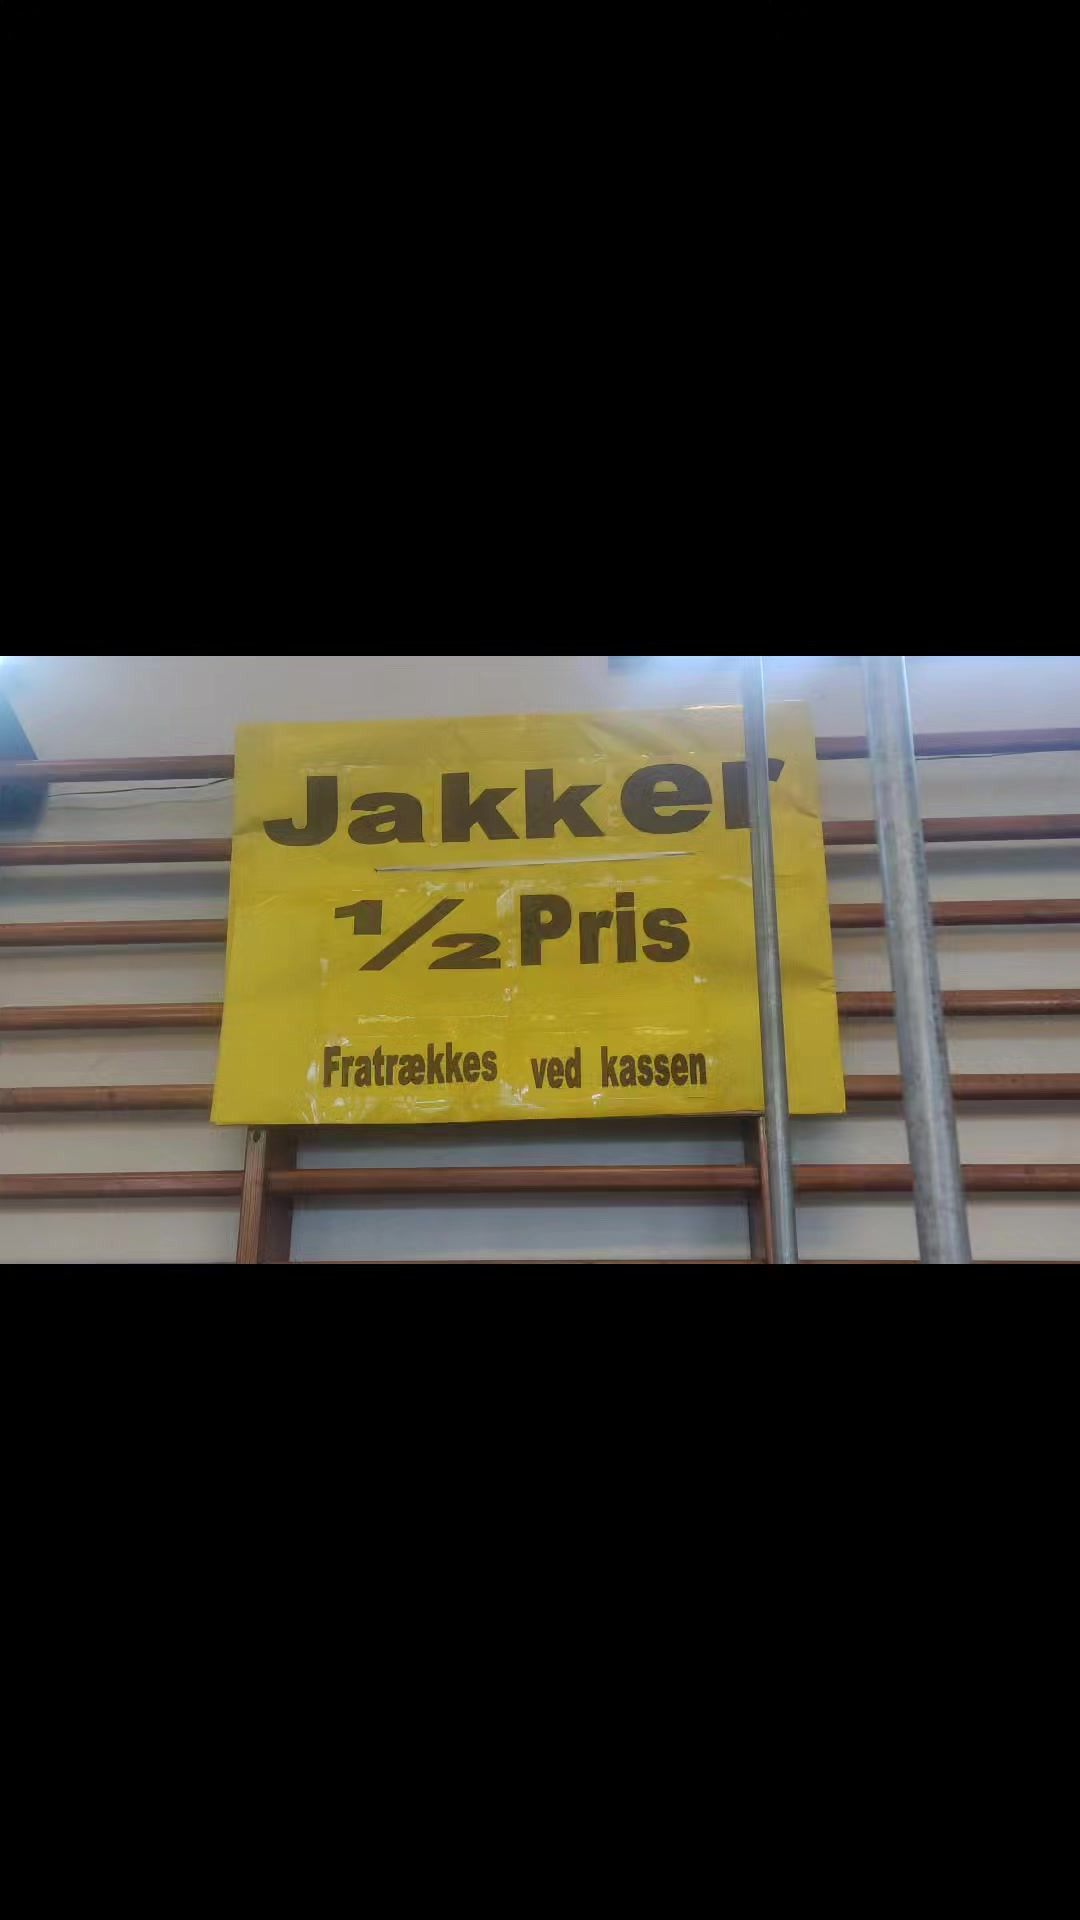 Jakker
½ Pris
Fratrækkes ved kassen